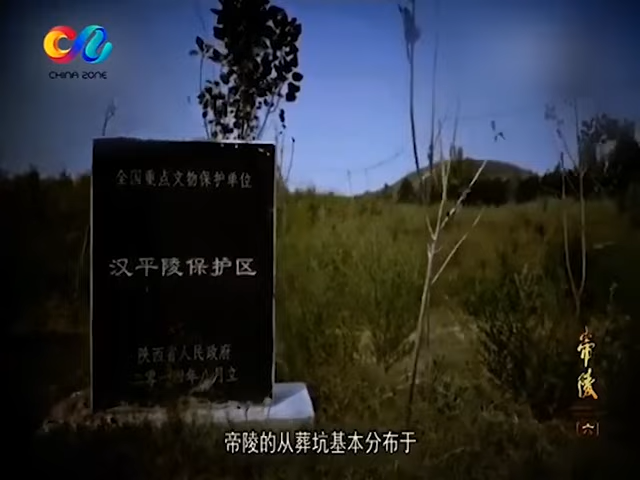 CHINA ZONE
全国重点文物保护单位
汉平陵保护区
陕西省人民政府
立
帝陵
六
帝陵的从葬坑基本分布于